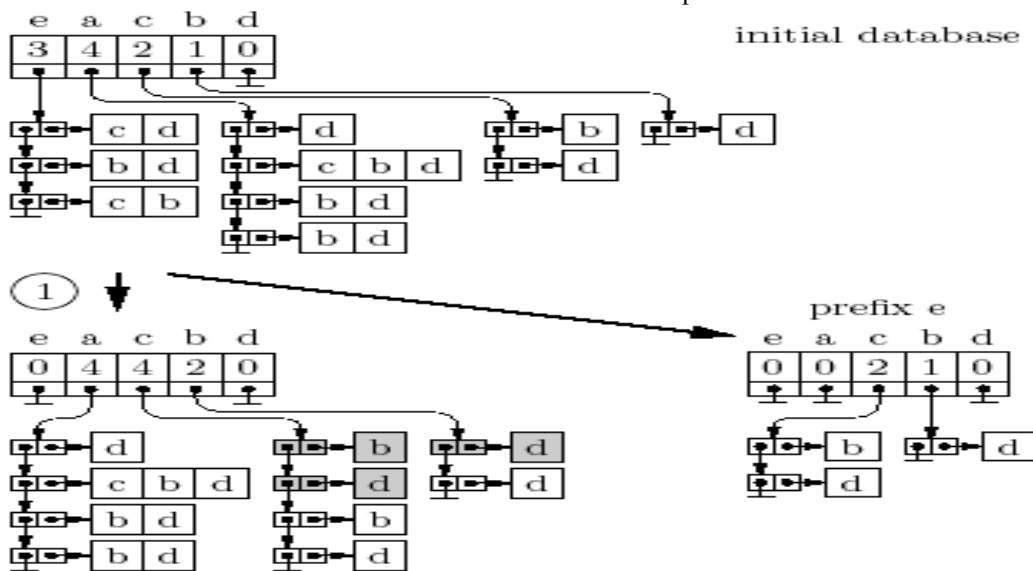 e a c b d
initial database
3 4 2 1 0
c d d b d
b d c b d d
c b b d
b d
1
prefix e
e a c b d
e a c b d
0 4 4 2 0
0 0 2 1 0
d b d
b d
c b d d d
d
b d b
b d d